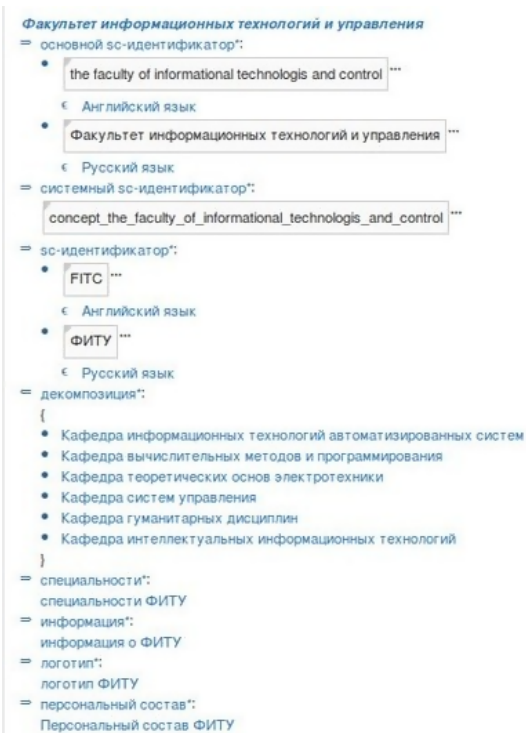 Факультет информационных технологий и управления
⇒ основной sc-идентификатор*:
• the faculty of informational technologis and control ***
€ Английский язык
• Факультет информационных технологий и управления ***
€ Русский язык
⇒ системный sc-идентификатор*:
concept_the_faculty_of_informational_technologis_and_control ***
⇒ sc-идентификатор*:
• FITC ***
€ Английский язык
• ФИТУ ***
€ Русский язык
⇐ декомпозиция*:
{
• Кафедра информационных технологий автоматизированных систем
• Кафедра вычислительных методов и программирования
• Кафедра теоретических основ электротехники
• Кафедра систем управления
• Кафедра гуманитарных дисциплин
• Кафедра интеллектуальных информационных технологий
}
⇒ специальности*:
специальности ФИТУ
⇒ информация*:
информация о ФИТУ
⇒ логотип*:
логотип ФИТУ
⇒ персональный состав*:
Персональный состав ФИТУ